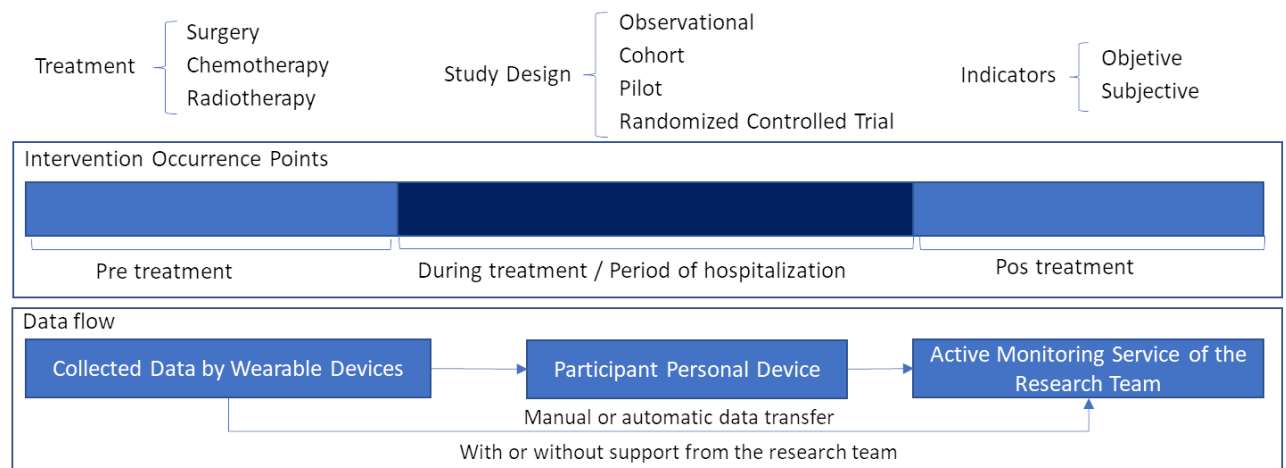 Treatment
Surgery
Chemotherapy
Radiotherapy
Study Design
Observational
Cohort
Pilot
Randomized Controlled Trial
Indicators
Objetive
Subjective
Intervention Occurrence Points
Pre treatment
During treatment / Period of hospitalization
Pos treatment
Data flow
Collected Data by Wearable Devices
Participant Personal Device
Active Monitoring Service of the
Research Team
Manual or automatic data transfer
With or without support from the research team